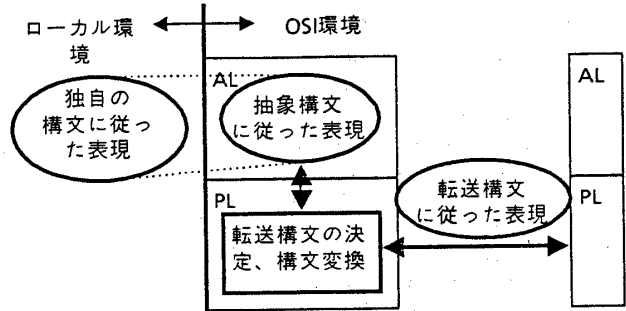 ローカル環
境
OSI環境
AL
独自の
構文に従っ
た表現
抽象構文
に従った表現
AL
PL
転送構文の決
定、構文変換
転送構文
に従った表現
PL